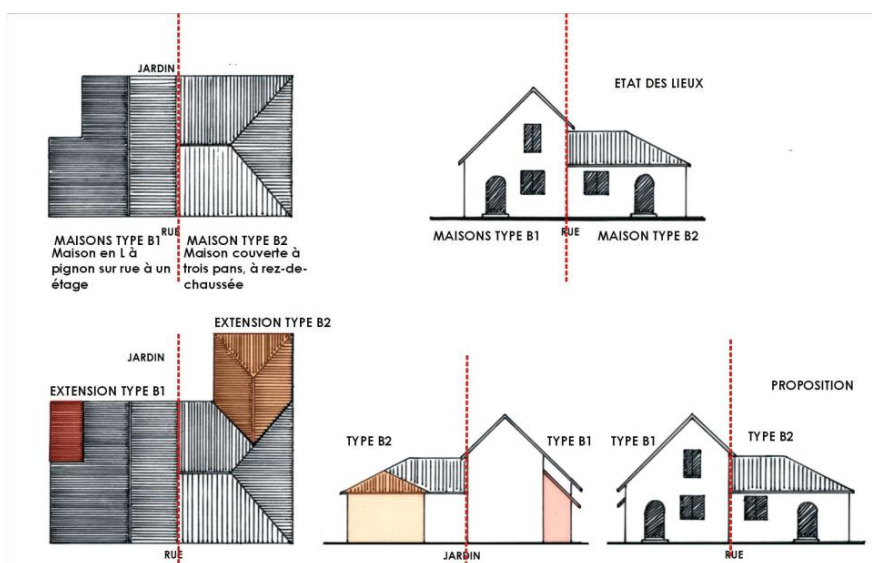 JARDIN
ETAT DES LIEUX
RUE
MAISONS TYPE B1
Maison en L à
pignon sur rue à un
étage
MAISON TYPE B2
Maison couverte à
trois pans, à rez-de-
chaussée
RUE
MAISONS TYPE B1
MAISON TYPE B2
EXTENSION TYPE B2
JARDIN
EXTENSION TYPE B1
RUE
PROPOSITION
TYPE B2
TYPE B1
JARDIN
TYPE B1
TYPE B2
RUE